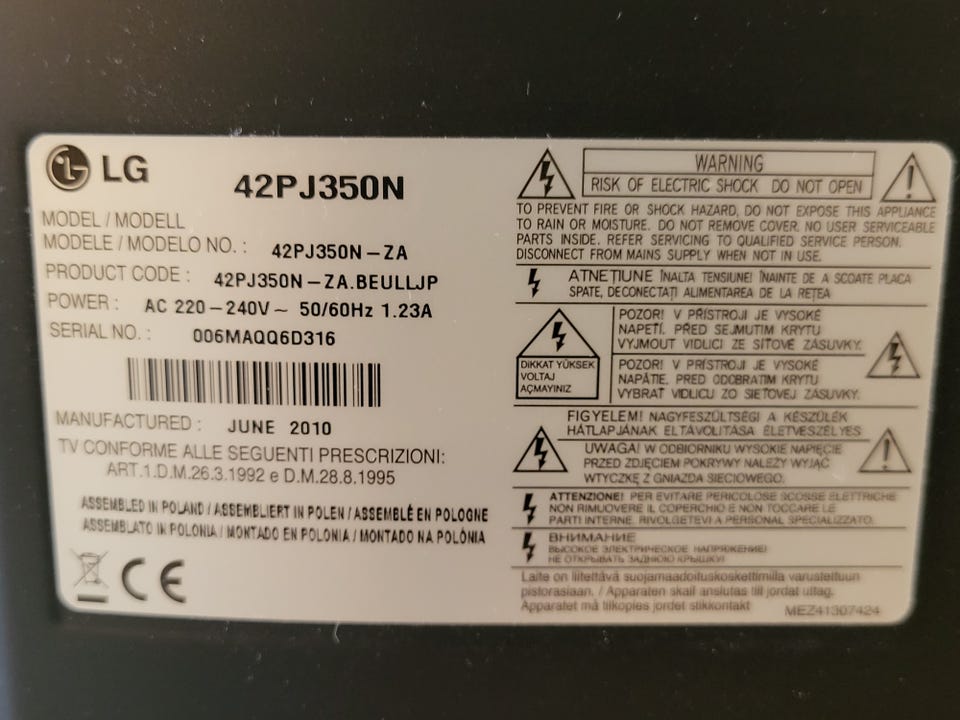 LG
42PJ350N
MODEL / MODELL
MODELE / MODELO NO. : 42PJ350N-ZA
PRODUCT CODE : 42PJ350N-ZA.BEULLJP
POWER : AC 220-240V~ 50/60Hz 1.23A
SERIAL NO. : 006MAQQ6D316
MANUFACTURED : JUNE 2010
TV CONFORME ALLE SEGUENTI PRESCRIZIONI:
ART.1.D.M.26.3.1992 e D.M.28.8.1995
ASSEMBLED IN POLAND / ASSEMBLIERT IN POLEN / ASSEMBLÉ EN POLOGNE
ASSEMBLATO IN POLONIA / MONTADO EN POLONIA / MONTADO NA POLÓNIA
CE
WARNING
RISK OF ELECTRIC SHOCK DO NOT OPEN
TO PREVENT FIRE OR SHOCK HAZARD, DO NOT EXPOSE THIS APPLIANCE
TO RAIN OR MOISTURE. DO NOT REMOVE COVER. NO USER SERVICEABLE
PARTS INSIDE. REFER SERVICING TO QUALIFIED SERVICE PERSON.
DISCONNECT FROM MAINS SUPPLY WHEN NOT IN USE.
ATNEȚIUNE ÎNALTA TENSIUNE! ÎNAINTE DE A SCOATE PLACA
SPATE, DECONECTAȚI ALIMENTAREA DE LA REȚEA
DIKKAT YÜKSEK
VOLTAJ
AÇMAYINIZ
POZOR! V PŘÍSTROJI JE VYSOKÉ
NAPETÍ. PŘED SEJMUTIM KRYTU
VYJMOUT VIDLICI ZE SÍŤOVÉ ZÁSUVKY.
POZOR! V PRÍSTROJI JE VYSOKÉ
NAPÄTIE, PRED ODOBRATIM KRYTU
VYBRAŤ VIDLICU ZO SIEŤOVEJ ZÁSUVKY.
FIGYELEM! NAGYFESZÜLTSÉG! A KÉSZÜLÉK
HÁTLAPJÁNAK ELTÁVOLÍTÁSA ÉLETVESZÉLYES
UWAGA! W ODBIORNIKU WYSOKIE NAPIĘCIE
PRZED ZDJĘCIEM POKRYWY NALEŻY WYJĄĆ
WTYCZKĘ Z GNIAZDA SIECIOWEGO.
ATTENZIONE! PER EVITARE PERICOLOSE SCOSSE ELETTRICHE
NON RIMUOVERE IL COPERCHIO E NON TOCCARE LE
PARTI INTERNE. RIVOLGETEVI A PERSONAL SPECIALIZZATO.
ВНИМАНИЕ
ВЫСОКОЕ ЭЛЕКТРИЧЕСКОЕ НАПРЯЖЕНИЕ!
НЕ ОТКРЫВАТЬ ЗАДНЮЮ КРЫШКУ!
Laite on liitettävä suojamaadoituskoskettimilla varustettuun
pistorasiaan. / Apparaten skall anslutas till jordat uttag.
Apparatet må tilkoples jordet stikkontakt
MEZ41307424